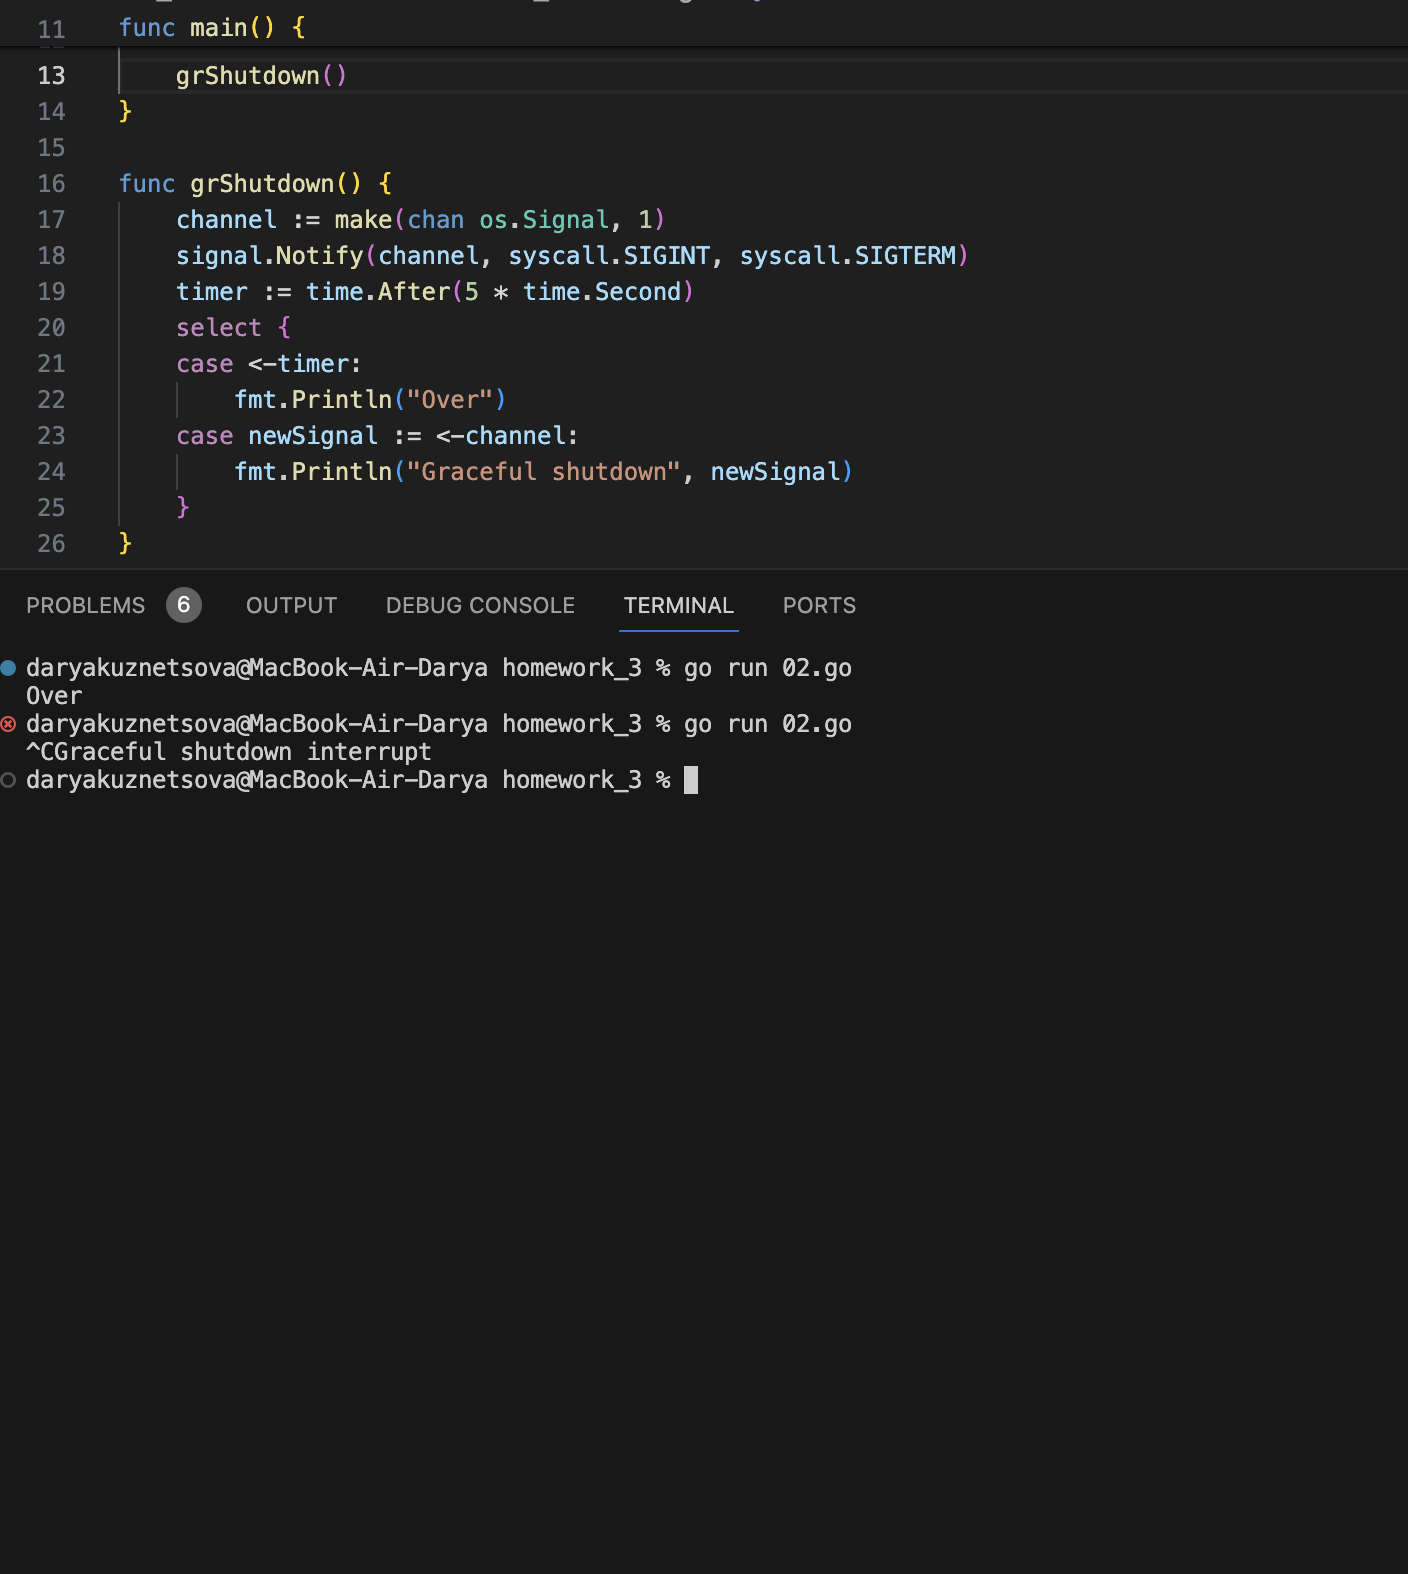 11 func main() {
13 grShutdown()
14 }
15
16 func grShutdown() {
17 channel := make(chan os.Signal, 1)
18 signal.Notify(channel, syscall.SIGINT, syscall.SIGTERM)
19 timer := time.After(5 * time.Second)
20 select {
21 case <-timer:
22 fmt.Println("Over")
23 case newSignal := <-channel:
24 fmt.Println("Graceful shutdown", newSignal)
25 }
26 }
PROBLEMS 6 OUTPUT DEBUG CONSOLE TERMINAL PORTS
daryakuznetsova@MacBook-Air-Darya homework_3 % go run 02.go
Over
daryakuznetsova@MacBook-Air-Darya homework_3 % go run 02.go
^CGraceful shutdown interrupt
daryakuznetsova@MacBook-Air-Darya homework_3 %